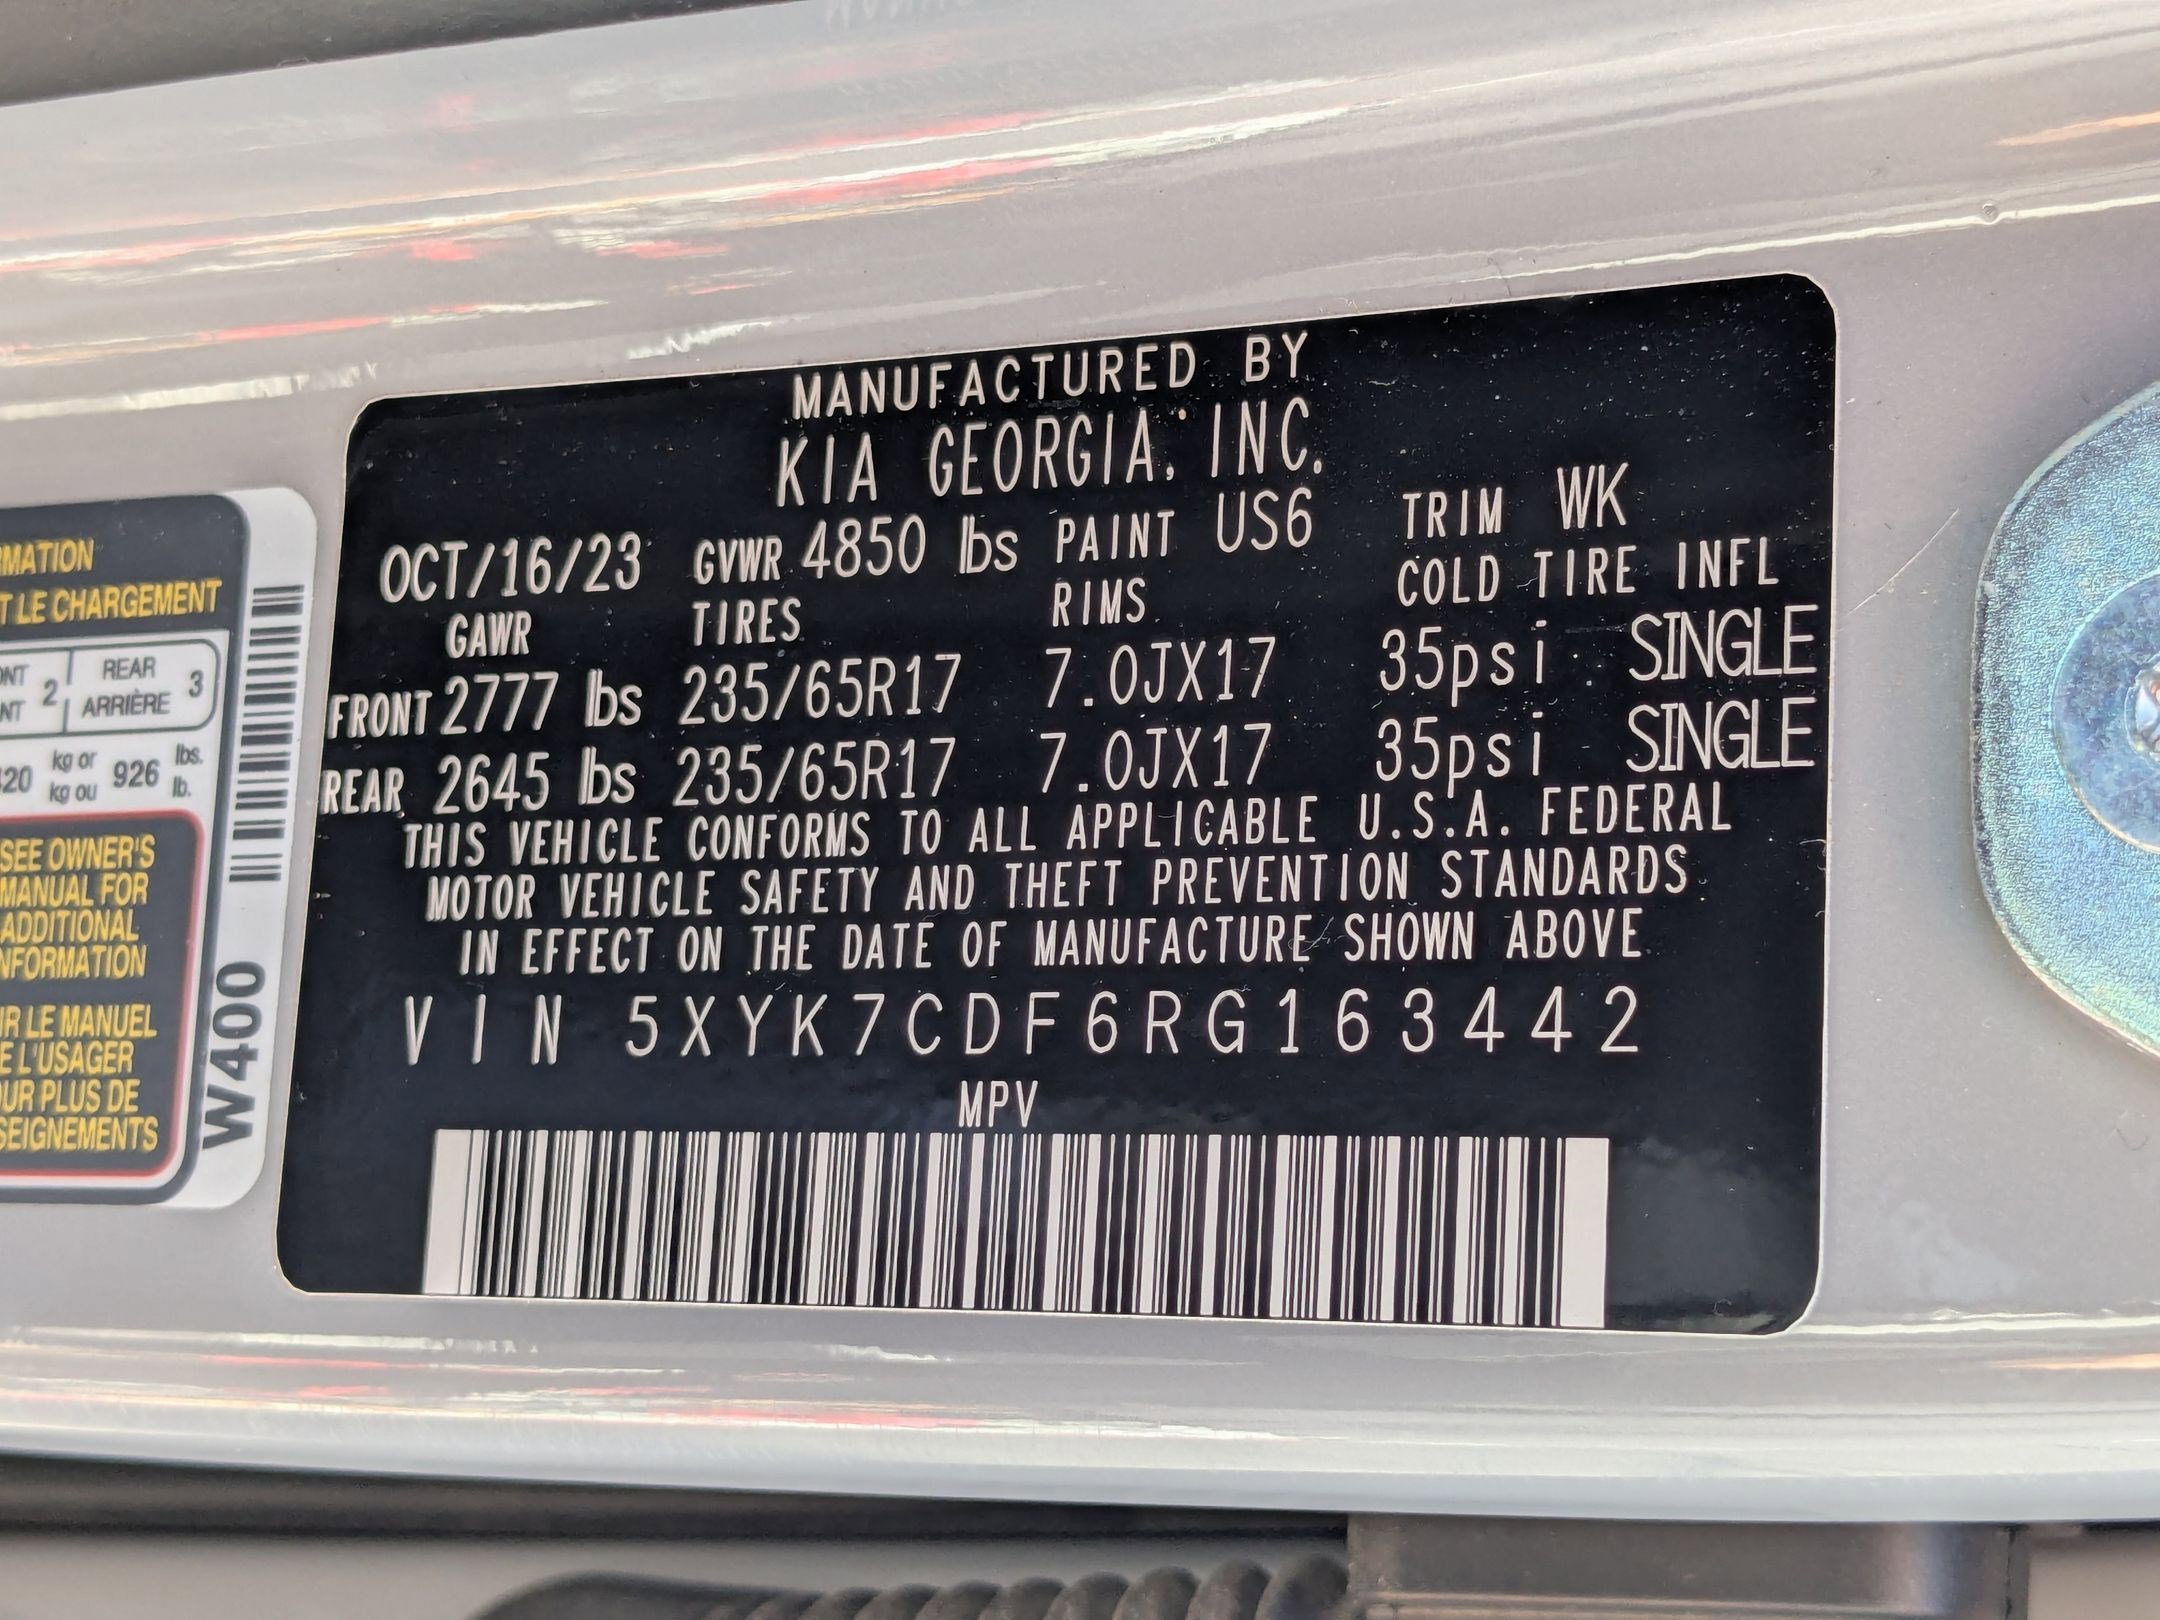 MANUFACTURED BY
KIA GEORGIA, INC.
OCT/16/23 GVWR 4850 lbs PAINT US6 TRIM WK
GAWR TIRES RIMS COLD TIRE INFL
FRONT 2777 lbs 235/65R17 7.0JX17 35psi SINGLE
REAR 2645 lbs 235/65R17 7.0JX17 35psi SINGLE
THIS VEHICLE CONFORMS TO ALL APPLICABLE U.S.A. FEDERAL
MOTOR VEHICLE SAFETY AND THEFT PREVENTION STANDARDS
IN EFFECT ON THE DATE OF MANUFACTURE SHOWN ABOVE
VIN 5XYK7CDF6RG163442
MPV
RMATION
T LE CHARGEMENT
2 REAR 3
ARRIÈRE
kg or 926 lbs.
kg ou lb.
SEE OWNER'S
MANUAL FOR
ADDITIONAL
NFORMATION
IR LE MANUEL
E L'USAGER
UR PLUS DE
SEIGNEMENTS
W400